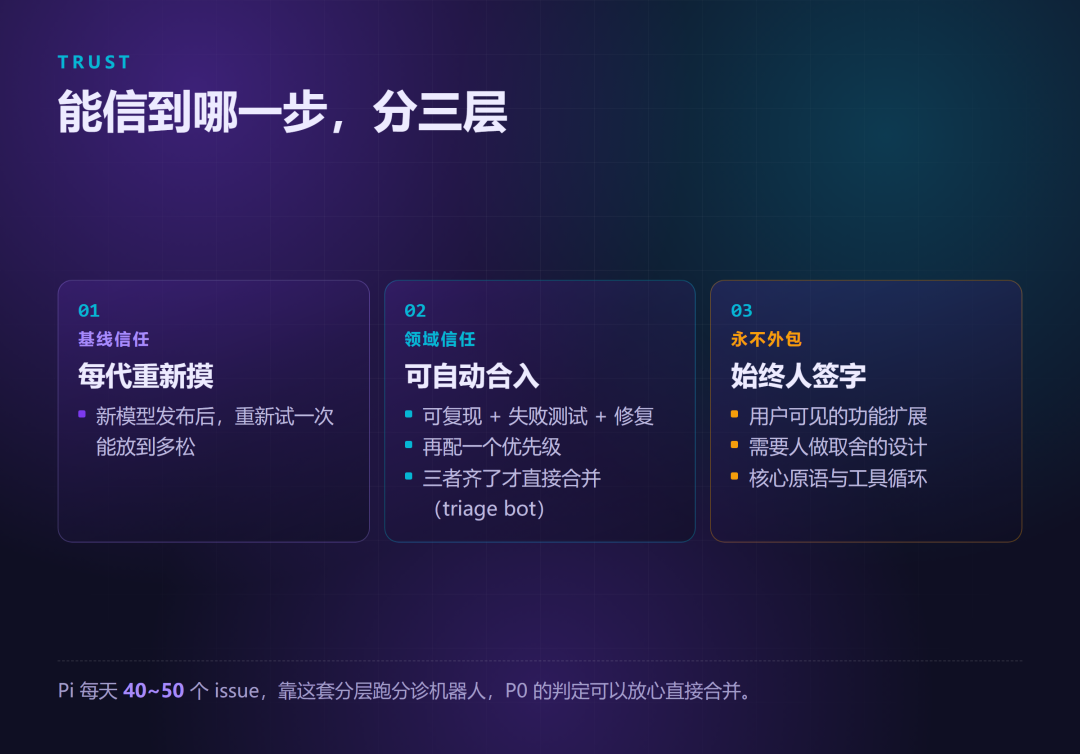 TRUST
能信到哪一步，分三层
01
基线信任
每代重新摸
新模型发布后，重新试一次
能放到多松
02
领域信任
可自动合入
可复现 + 失败测试 + 修复
再配一个优先级
三者齐了才直接合并
（triage bot）
03
永不外包
始终人签字
用户可见的功能扩展
需要人做取舍的设计
核心原语与工具循环
Pi 每天 40~50 个 issue，靠这套分层跑分诊机器人，P0 的判定可以放心直接合并。